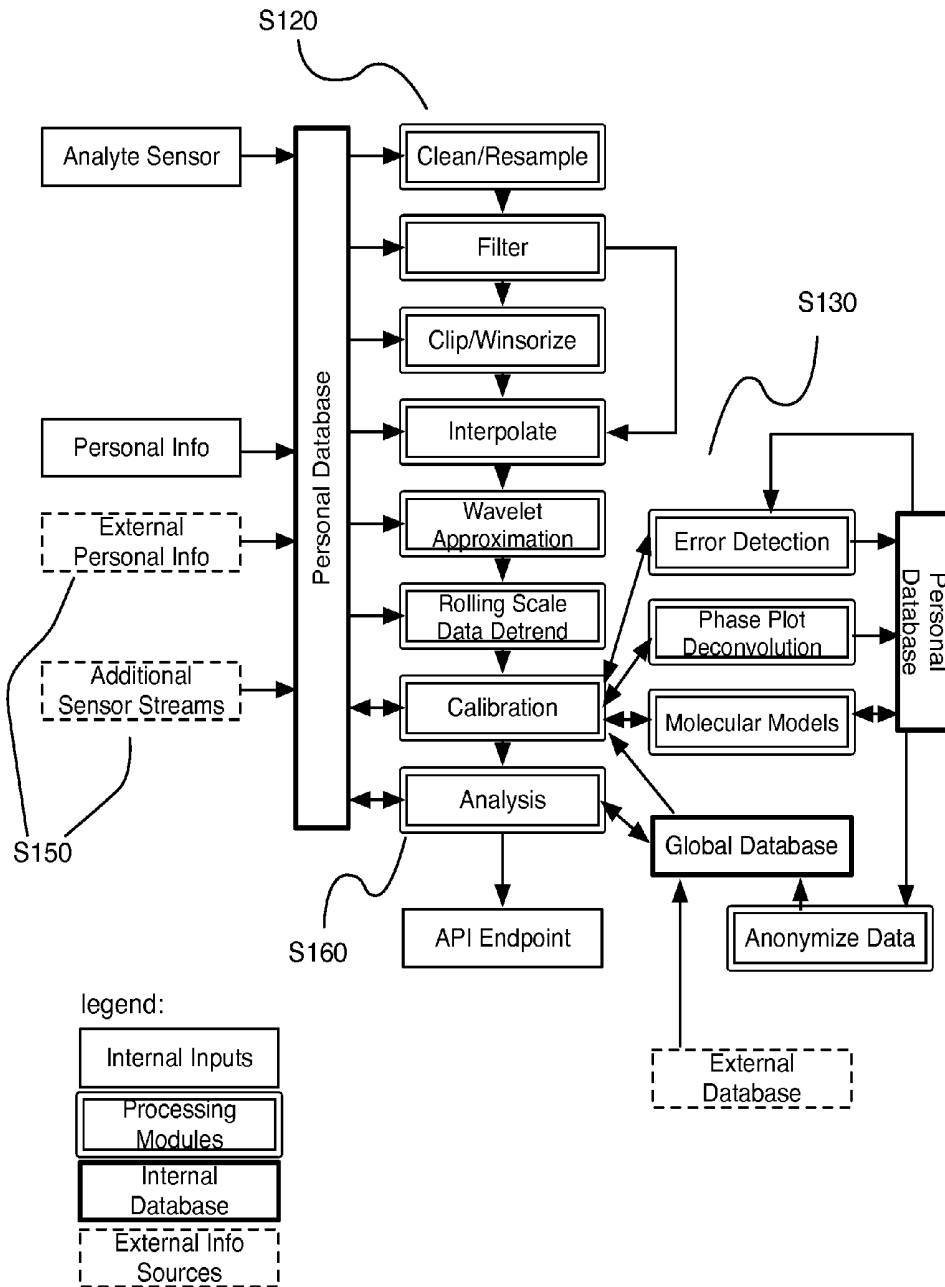 S120
Analyte Sensor
Clean/Resample
Filter
S130
Clip/Winsorize
Personal Database
Personal Info
Interpolate
External
Personal Info
Wavelet
Approximation
Error Detection
Personal
Database
Rolling Scale
Data Detrend
Phase Plot
Deconvolution
Additional
Sensor Streams
Calibration
Molecular Models
Analysis
S150
Global Database
S160
API Endpoint
Anonymize Data
legend:
Internal Inputs
External
Database
Processing
Modules
Internal
Database
External Info
Sources